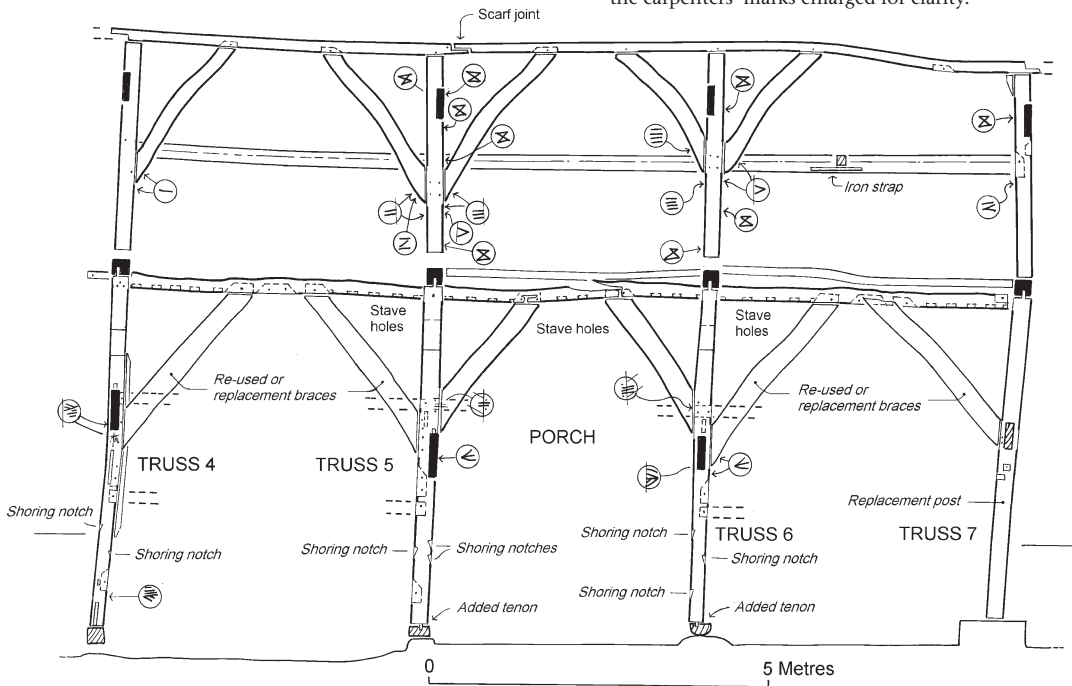 the carpenters' marks enlarged for clarity.
Scarf joint
Iron strap
Stave
holes
Stave holes
Stave
holes
Re-used or
replacement braces
Re-used or
replacement braces
PORCH
TRUSS 4
TRUSS 5
Replacement post
Shoring notch
TRUSS 6
TRUSS 7
Shoring notch
Shoring notch
Shoring notch
Shoring notches
Shoring notch
Shoring notch
Added tenon
Added tenon
0
5 Metres